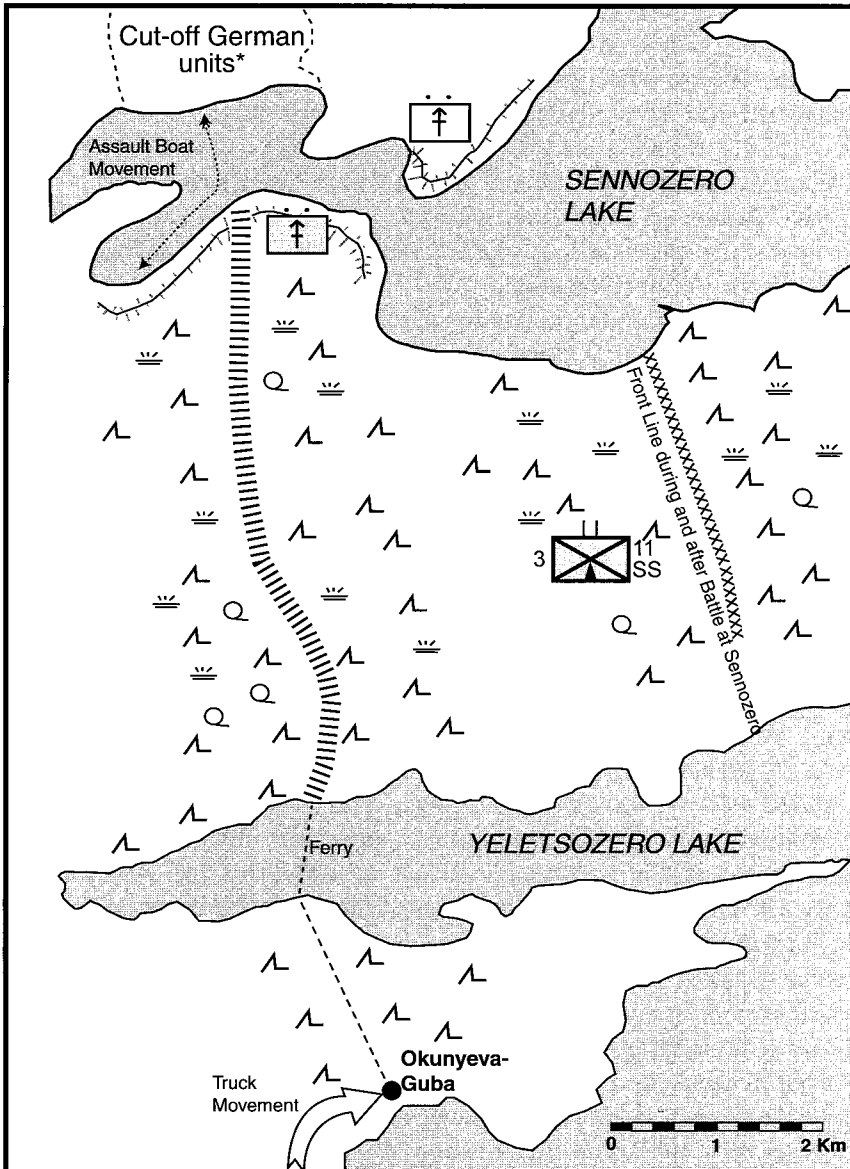 Cut-off German
units*
Assault Boat
Movement
SENNOZERO
LAKE
Front Line during and after Battle at Sennozero
3
11
SS
Ferry
YELETSOZERO LAKE
Okunyeva-
Guba
Truck
Movement
0 1 2 Km